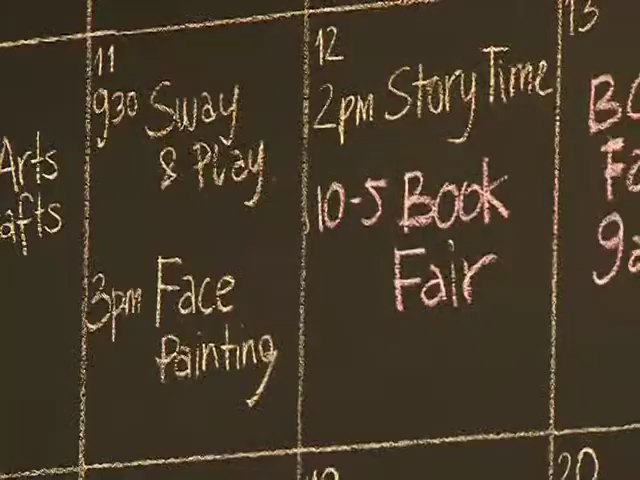 Arts
afts
11
930 Sway
& Play
3pm Face
Painting
12
2pm Story Time
10-5 Book
Fair
13
20